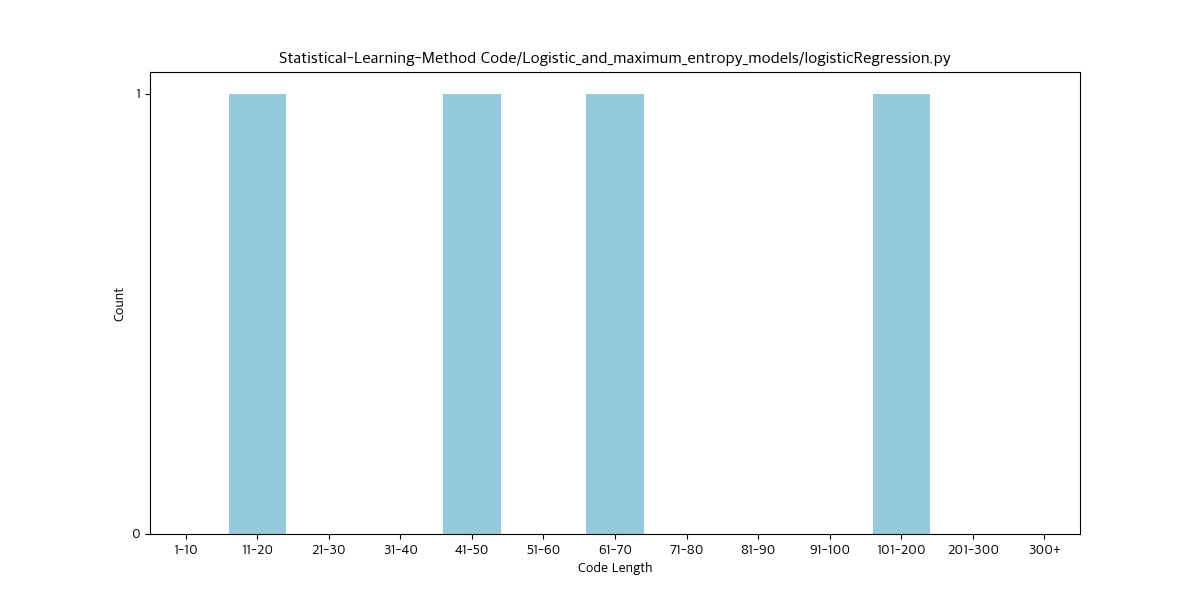 Statistical-Learning-Method Code/Logistic_and_maximum_entropy_models/logisticRegression.py
1
Count
0
1-10 11-20 21-30 31-40 41-50 51-60 61-70 71-80 81-90 91-100 101-200 201-300 300+
Code Length